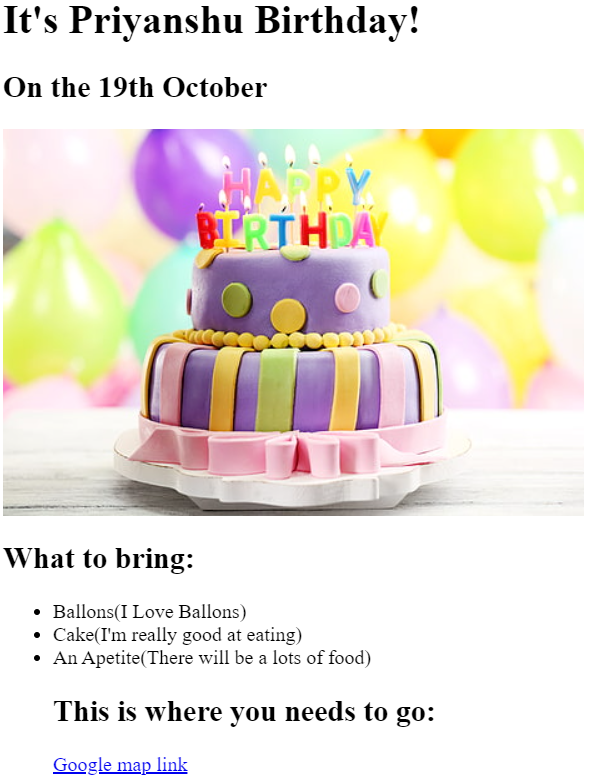 It's Priyanshu Birthday!
On the 19th October
HAPPY
BIRTHDAY
What to bring:
Ballons(I Love Ballons)
Cake(I'm really good at eating)
An Apetite(There will be a lots of food)
This is where you needs to go:
Google map link